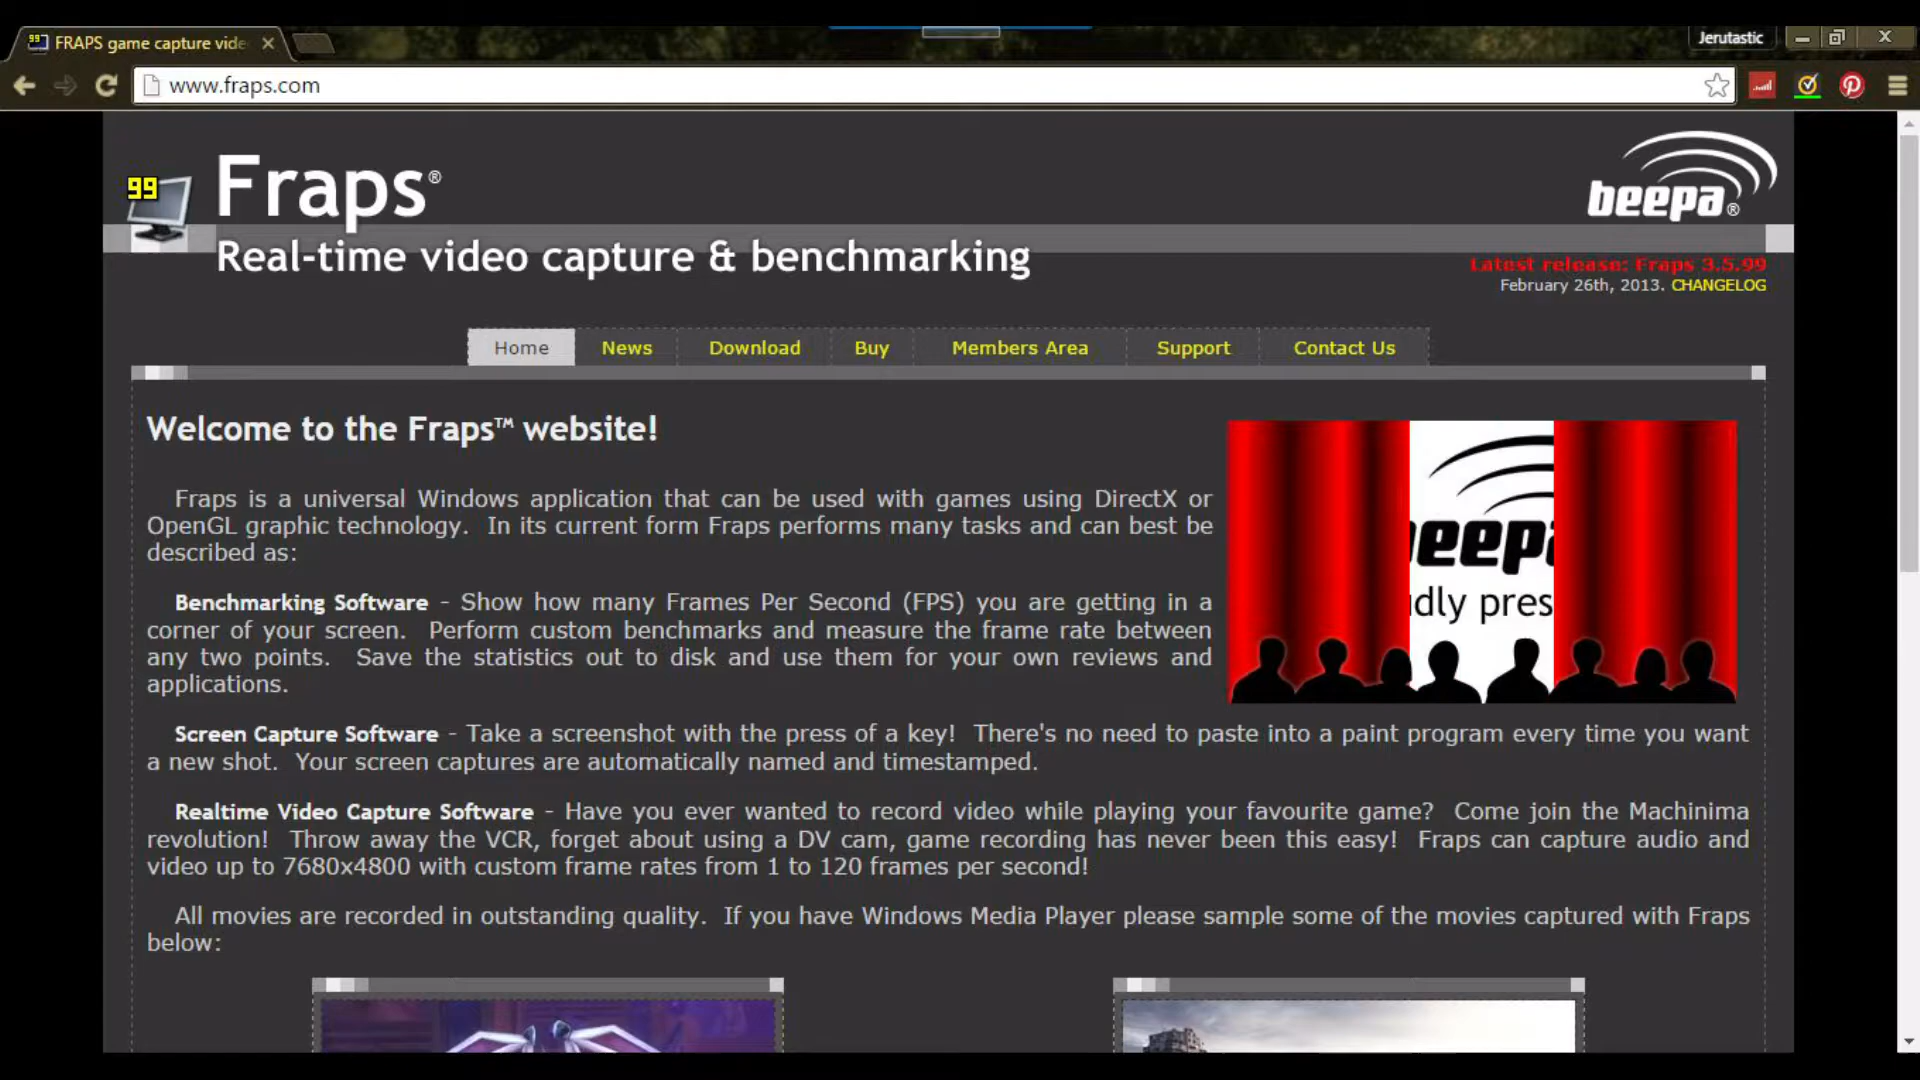 FRAPS game capture vide
Jerutastic
www.fraps.com
99
Fraps®
beepa®
Real-time video capture & benchmarking
Latest release: Fraps 3.5.99
February 26th, 2013. CHANGELOG
Home News Download Buy Members Area Support Contact Us
Welcome to the Fraps™ website!
Fraps is a universal Windows application that can be used with games using DirectX or
OpenGL graphic technology. In its current form Fraps performs many tasks and can best be
described as:
eepa
dly pres
Benchmarking Software - Show how many Frames Per Second (FPS) you are getting in a
corner of your screen. Perform custom benchmarks and measure the frame rate between
any two points. Save the statistics out to disk and use them for your own reviews and
applications.
Screen Capture Software - Take a screenshot with the press of a key! There's no need to paste into a paint program every time you want
a new shot. Your screen captures are automatically named and timestamped.
Realtime Video Capture Software - Have you ever wanted to record video while playing your favourite game? Come join the Machinima
revolution! Throw away the VCR, forget about using a DV cam, game recording has never been this easy! Fraps can capture audio and
video up to 7680x4800 with custom frame rates from 1 to 120 frames per second!
All movies are recorded in outstanding quality. If you have Windows Media Player please sample some of the movies captured with Fraps
below: